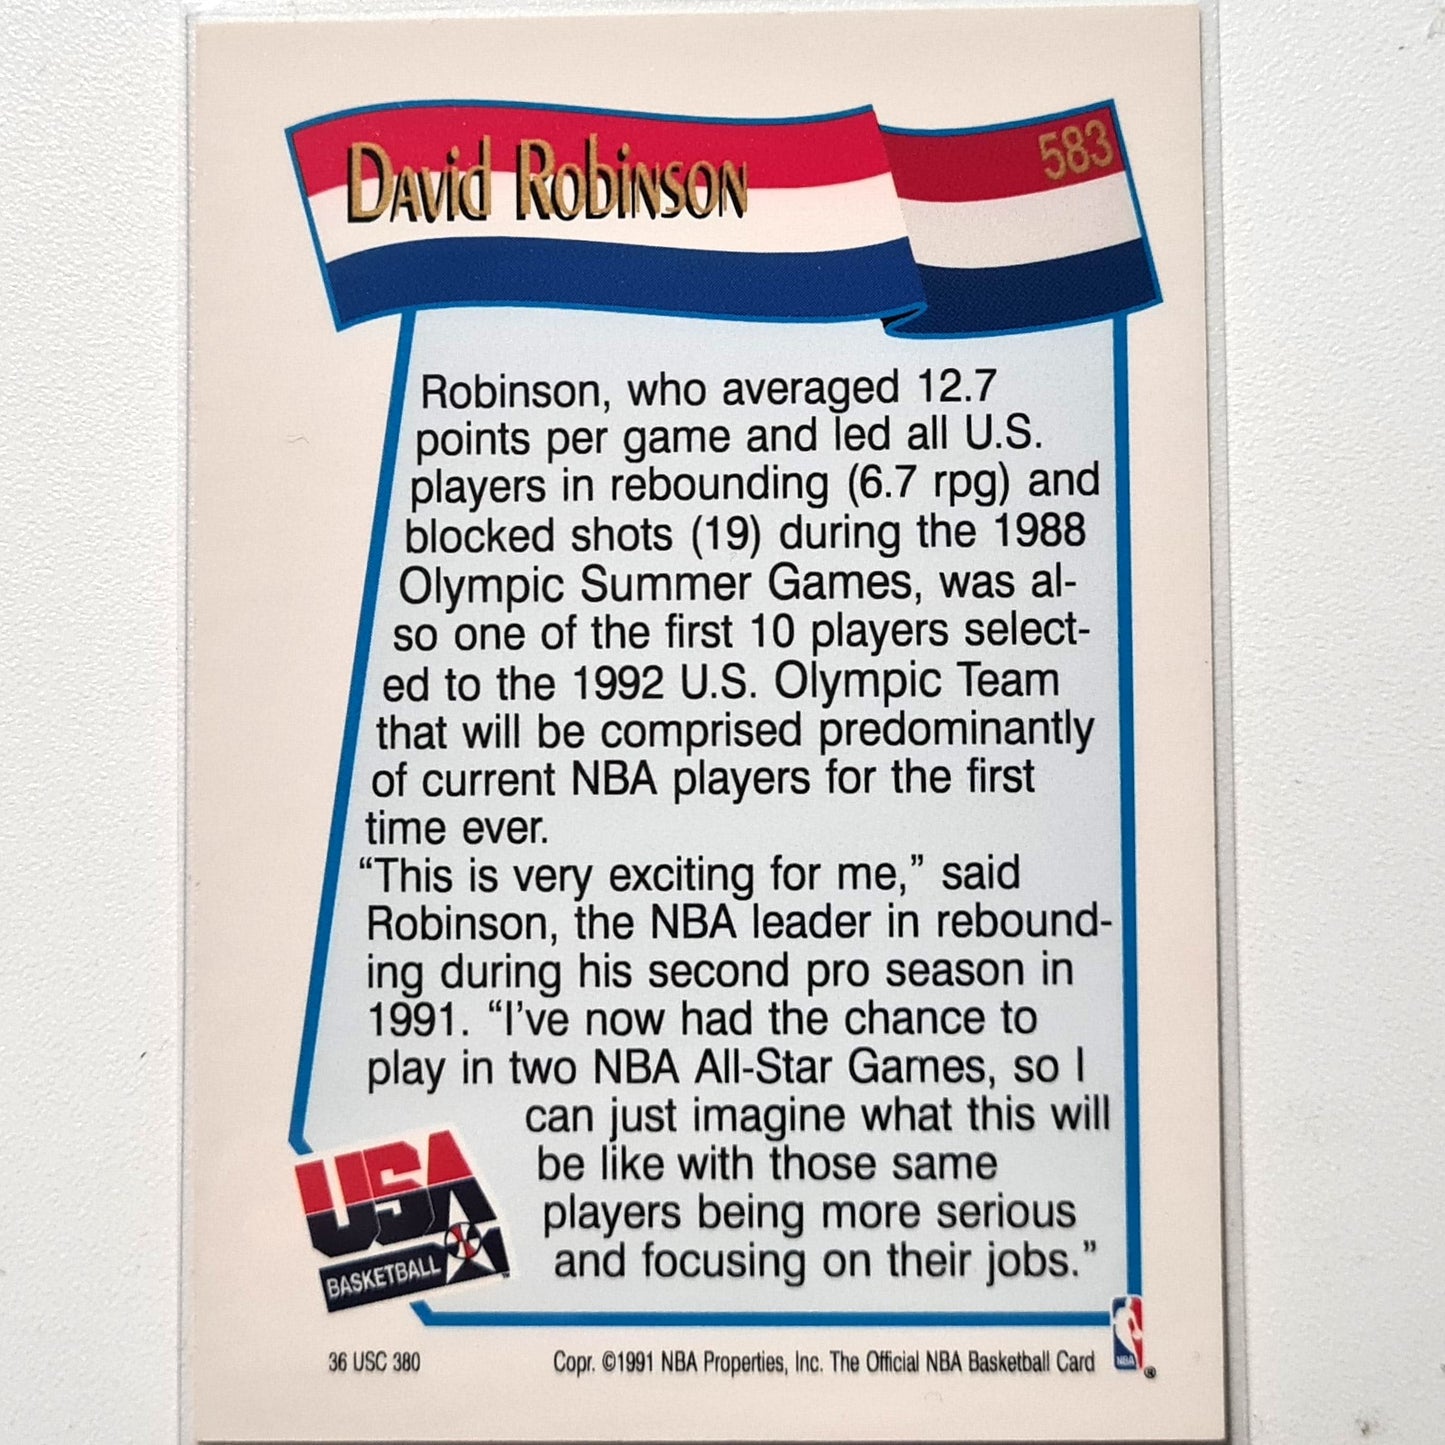 David Robinson
583
Robinson, who averaged 12.7
points per game and led all U.S.
players in rebounding (6.7 rpg) and
blocked shots (19) during the 1988
Olympic Summer Games, was al-
so one of the first 10 players select-
ed to the 1992 U.S. Olympic Team
that will be comprised predominantly
of current NBA players for the first
time ever.
“This is very exciting for me,” said
Robinson, the NBA leader in rebound-
ing during his second pro season in
1991. “I’ve now had the chance to
play in two NBA All-Star Games, so I
can just imagine what this will
be like with those same
players being more serious
and focusing on their jobs.”
USA
BASKETBALL
NBA
®
36 USC 380
Copr. ©1991 NBA Properties, Inc. The Official NBA Basketball Card